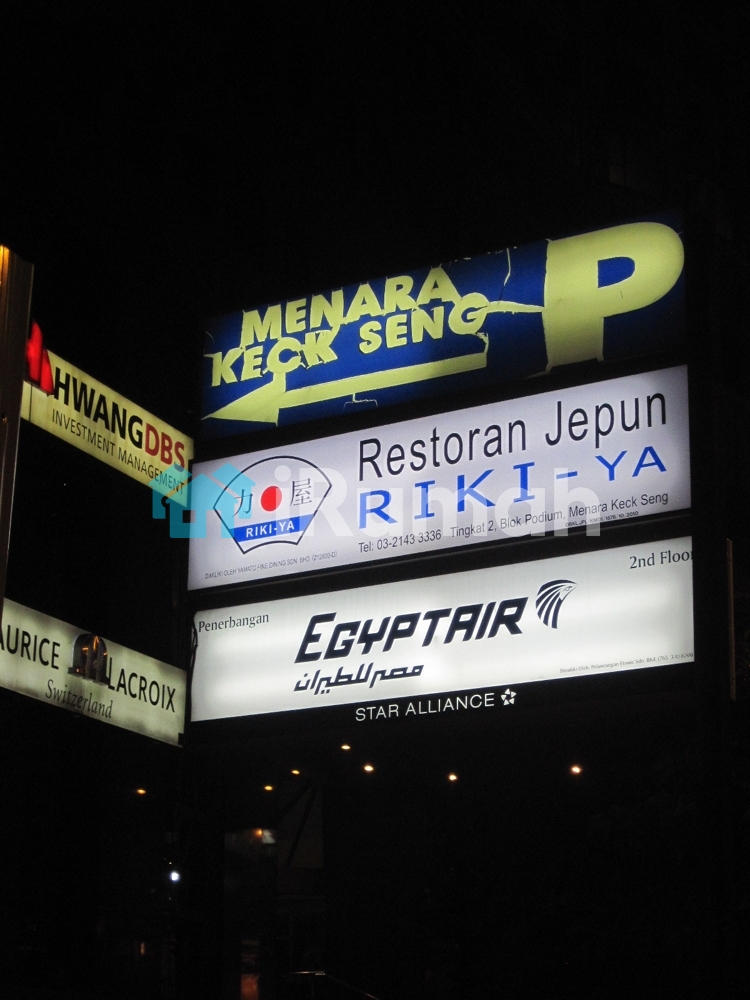 MENARA
KECK SENG
P
HWANGDBS
INVESTMENT MANAGEMENT
Restoran Jepun
RIKI-YA
力 屋
RIKI-YA
Tel: 03-2143 3336 Tingkat 2, Blok Podium, Menara Keck Seng
iRumah
Penerbangan
2nd Floor
EGYPTAIR
مصر للطيران
STAR ALLIANCE
AURICE LACROIX
Switzerland